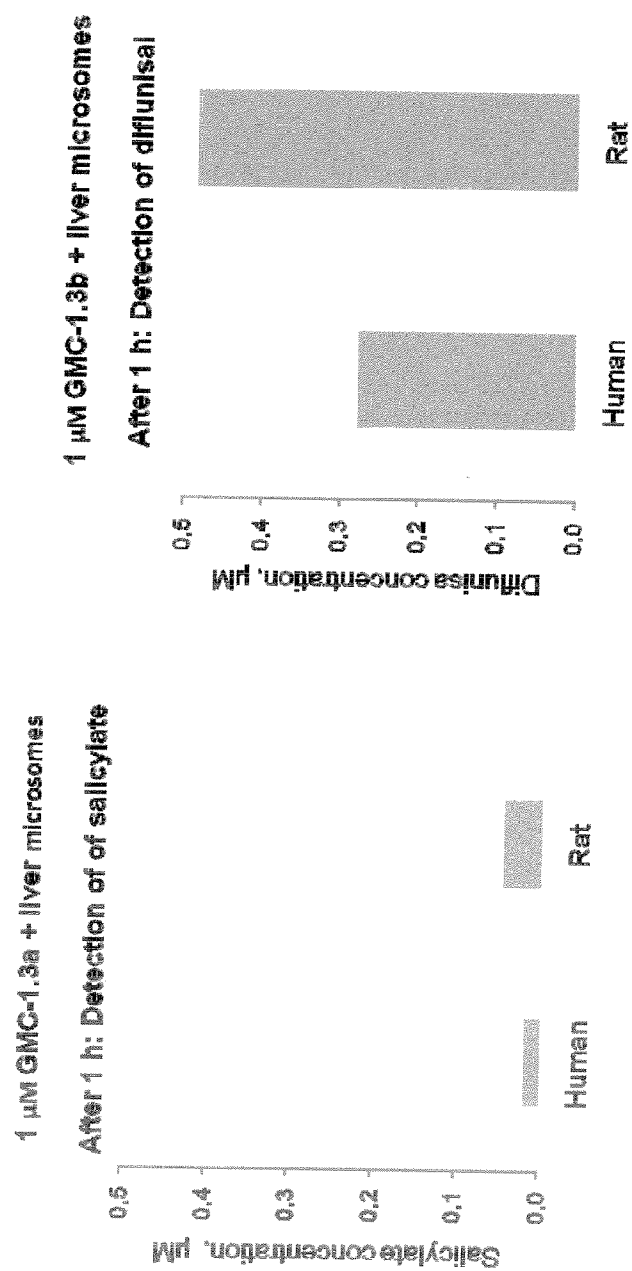 1 µM GMC-1.3a + liver microsomes
After 1 h: Detection of of salicylate
Salicylate concentration, µM
0,5
0,4
0,3
0,2
0,1
0,0
Human
Rat
1 µM GMC-1.3b + liver microsomes
After 1 h: Detection of diflunisal
Diflunisa concentration, µM
0,5
0,4
0,3
0,2
0,1
0,0
Human
Rat